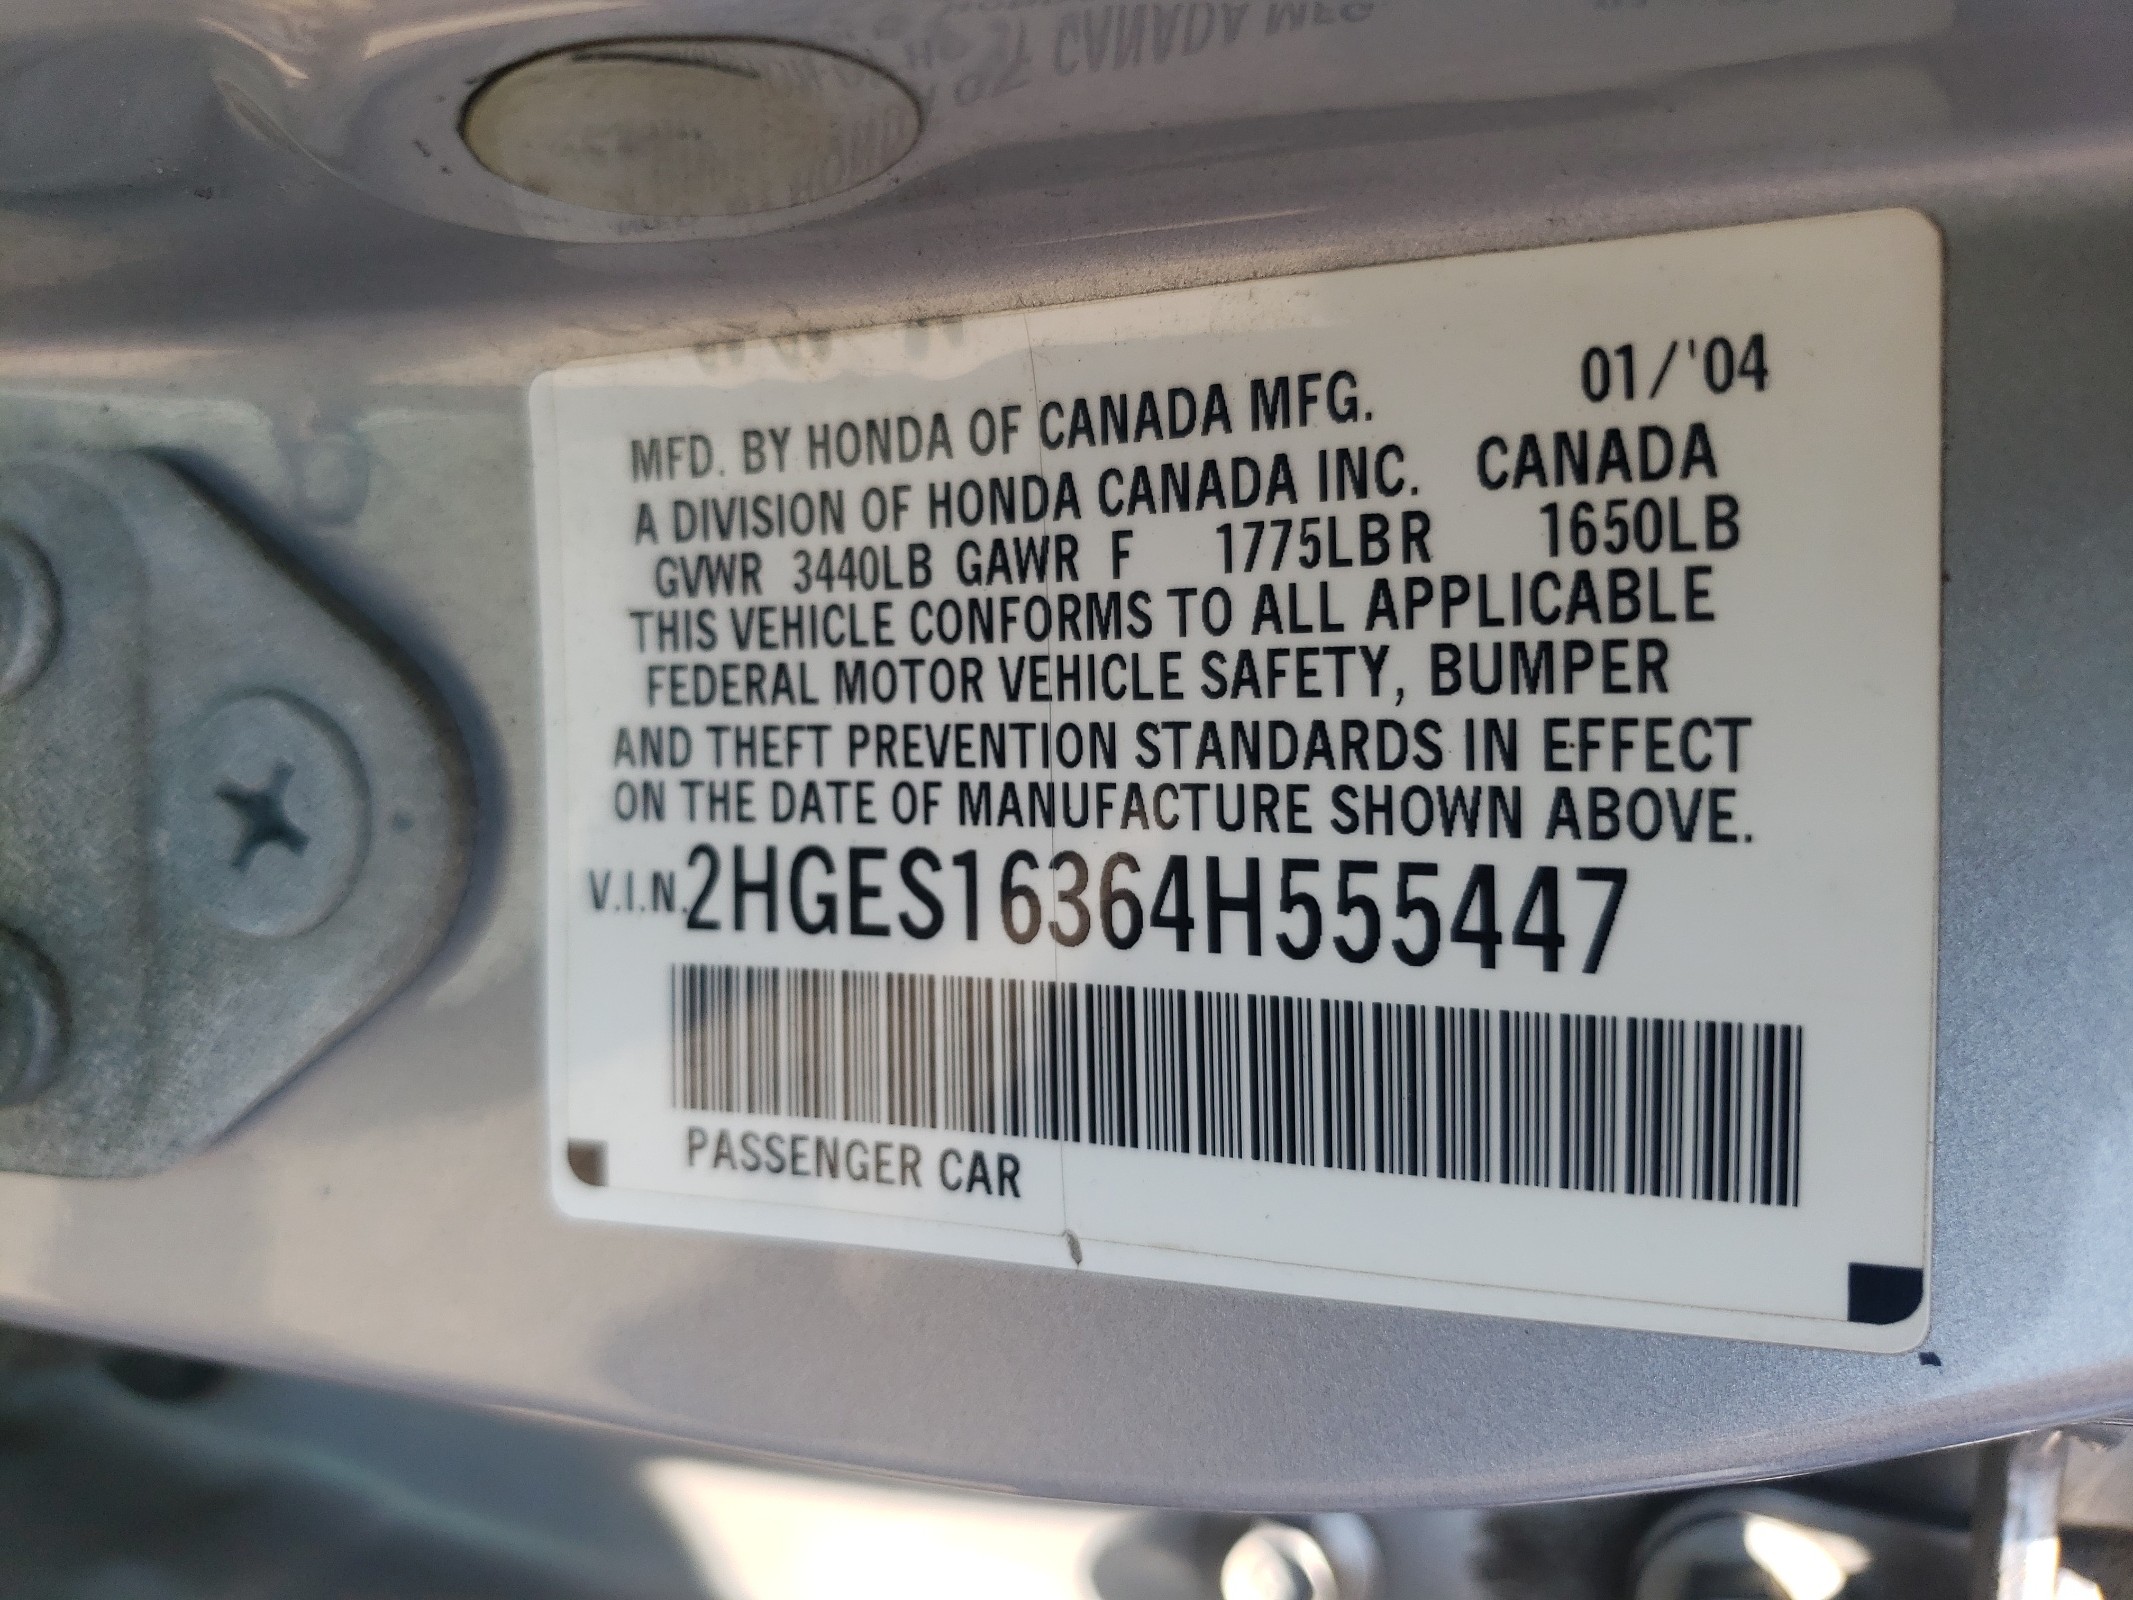 MFD. BY HONDA OF CANADA MFG. 01/'04
A DIVISION OF HONDA CANADA INC. CANADA
GVWR 3440LB GAWR F 1775LBR 1650LB
THIS VEHICLE CONFORMS TO ALL APPLICABLE
FEDERAL MOTOR VEHICLE SAFETY, BUMPER
AND THEFT PREVENTION STANDARDS IN EFFECT
ON THE DATE OF MANUFACTURE SHOWN ABOVE.
V.I.N.2HGES16364H555447
PASSENGER CAR